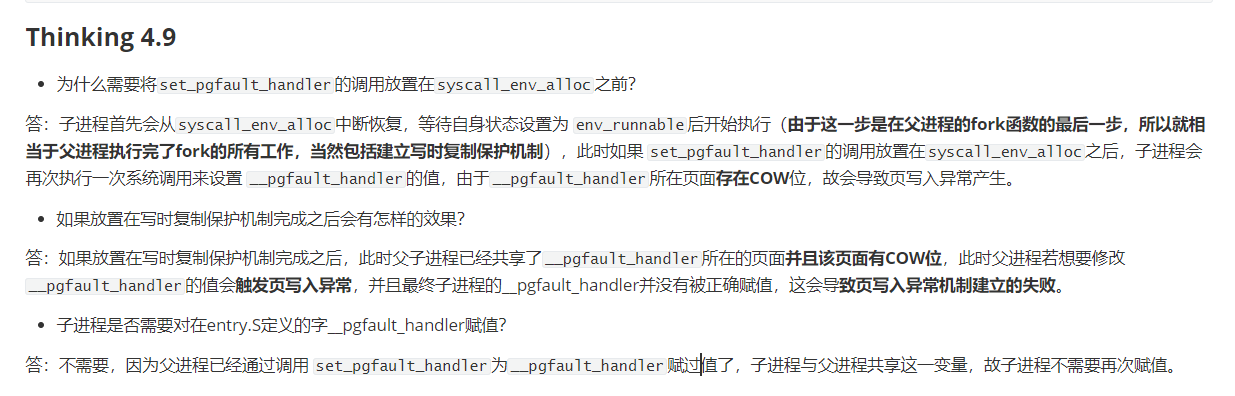 Thinking 4.9
• 为什么需要将set_pgfault_handler的调用放置在syscall_env_alloc之前?
答：子进程首先会从syscall_env_alloc中断恢复，等待自身状态设置为 env_runnable后开始执行（由于这一步是在父进程的fork函数的最后一步，所以就相
当于父进程执行完了fork的所有工作，当然包括建立写时复制保护机制），此时如果 set_pgfault_handler的调用放置在syscall_env_alloc之后，子进程会
再次执行一次系统调用来设置 __pgfault_handler的值，由于__pgfault_handler所在页面存在COW位，故会导致页写入异常产生。
• 如果放置在写时复制保护机制完成之后会有怎样的效果?
答：如果放置在写时复制保护机制完成之后，此时父子进程已经共享了__pgfault_handler所在的页面并且该页面有COW位，此时父进程若想要修改
__pgfault_handler的值会触发页写入异常，并且最终子进程的__pgfault_handler并没有被正确赋值，这会导致页写入异常机制建立的失败。
• 子进程是否需要对在entry.S定义的字__pgfault_handler赋值?
答：不需要，因为父进程已经通过调用 set_pgfault_handler为__pgfault_handler 赋过值了，子进程与父进程共享这一变量，故子进程不需要再次赋值。